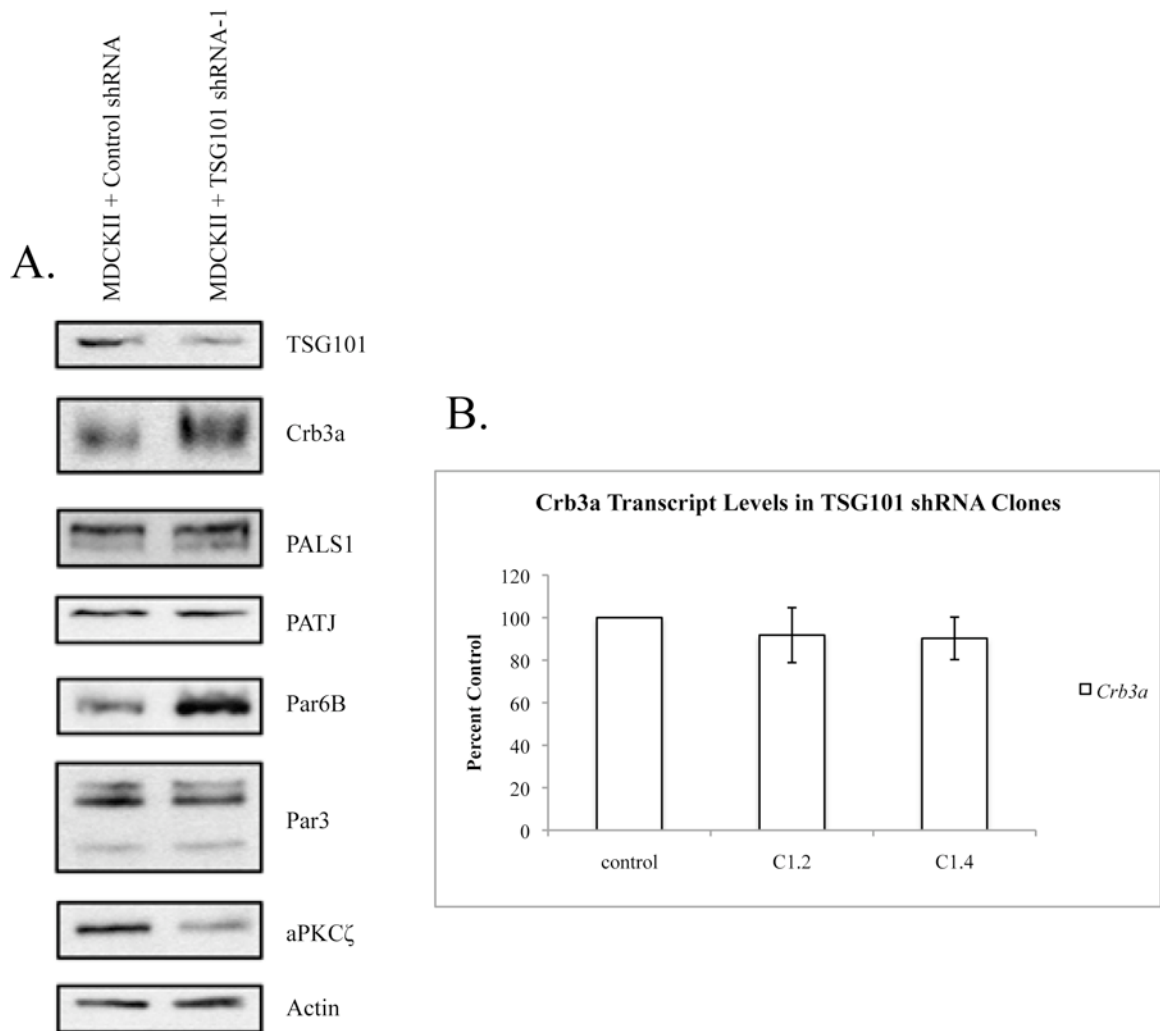 MDCKII + Control shRNA
MDCKII + TSG101 shRNA-1
A.
TSG101
Crb3a
PALS1
PATJ
Par6B
Par3
aPKCζ
Actin
B.
Crb3a Transcript Levels in TSG101 shRNA Clones
Percent Control
120
100
80
60
40
20
0
control
C1.2
C1.4
Crb3a